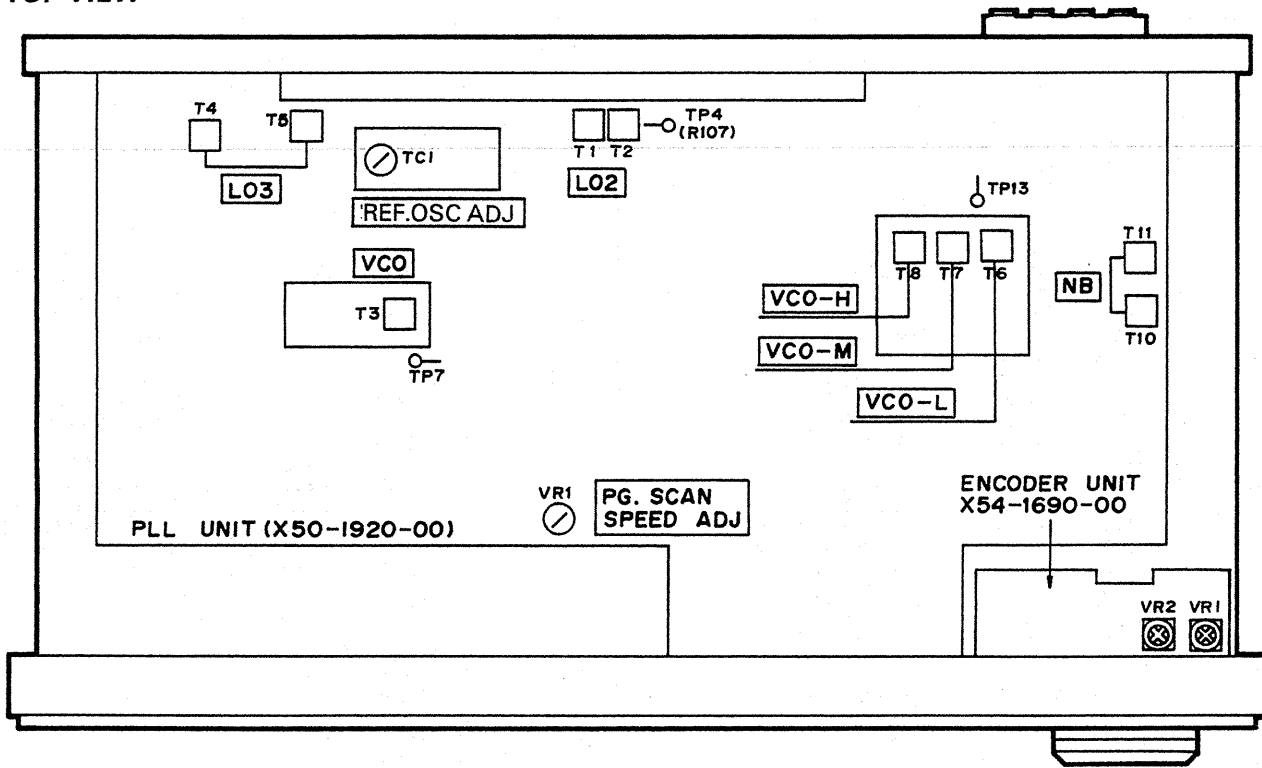 T4
T5
TC1
LO3
REF.OSC ADJ
T1 T2
TP4
(R107)
LO2
TP13
T8 T7 T6
T11
NB
T10
VCO
T3
TP7
VCO-H
VCO-M
VCO-L
VR1
PG. SCAN
SPEED ADJ
ENCODER UNIT
X54-1690-00
PLL UNIT (X50-1920-00)
VR2 VR1